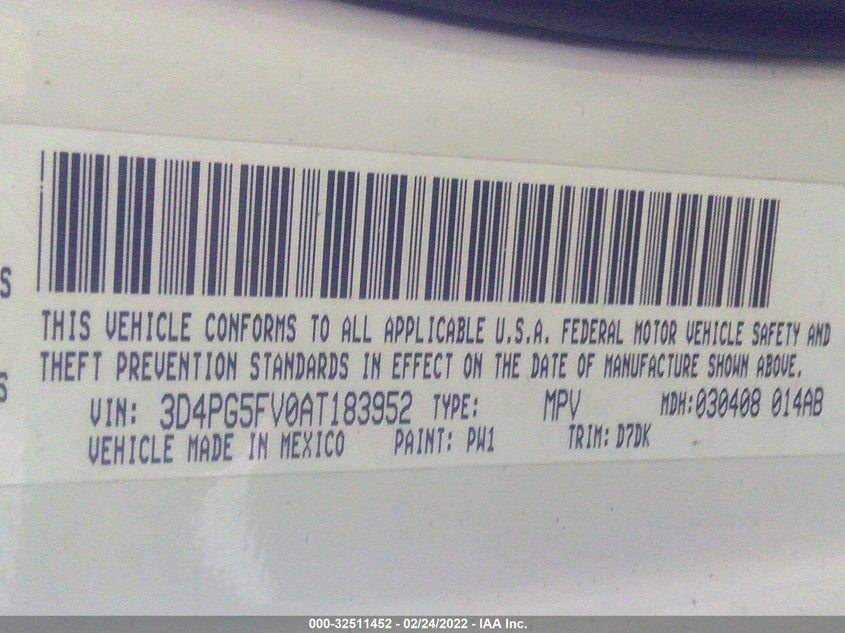 THIS VEHICLE CONFORMS TO ALL APPLICABLE U.S.A. FEDERAL MOTOR VEHICLE SAFETY AND
THEFT PREVENTION STANDARDS IN EFFECT ON THE DATE OF MANUFACTURE SHOWN ABOVE.
VIN: 3D4PG5FV0AT183952 TYPE: MPV MDH:030408 014AB
VEHICLE MADE IN MEXICO PAINT: PW1 TRIM: D7DK
S
S
000-32511452 - 02/24/2022 - IAA Inc.